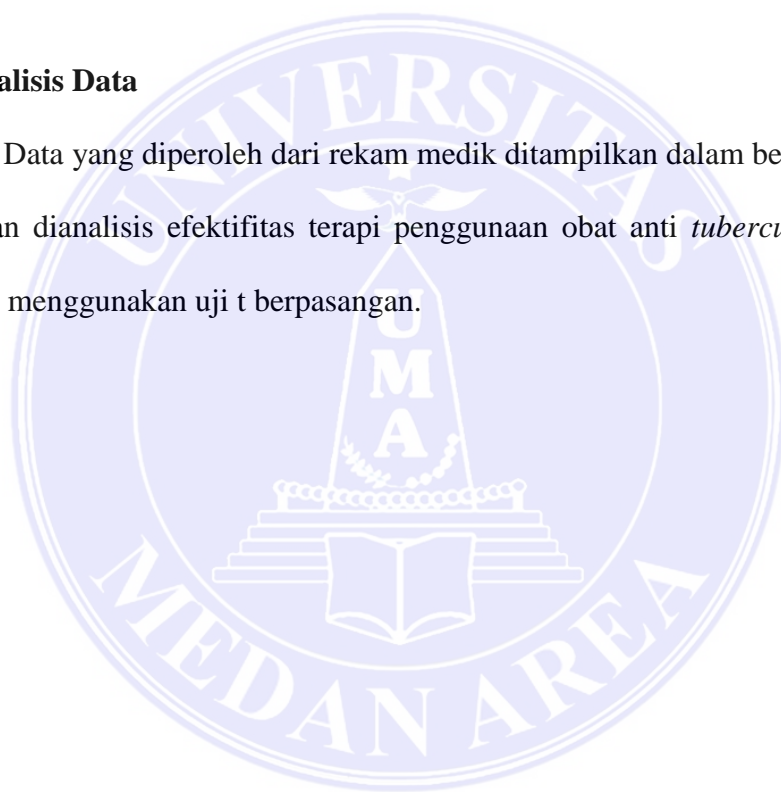 alisis Data
Data yang diperoleh dari rekam medik ditampilkan dalam be
an dianalisis efektifitas terapi penggunaan obat anti tubercu
menggunakan uji t berpasangan.
UNIVERSITAS
UMA
MEDAN AREA